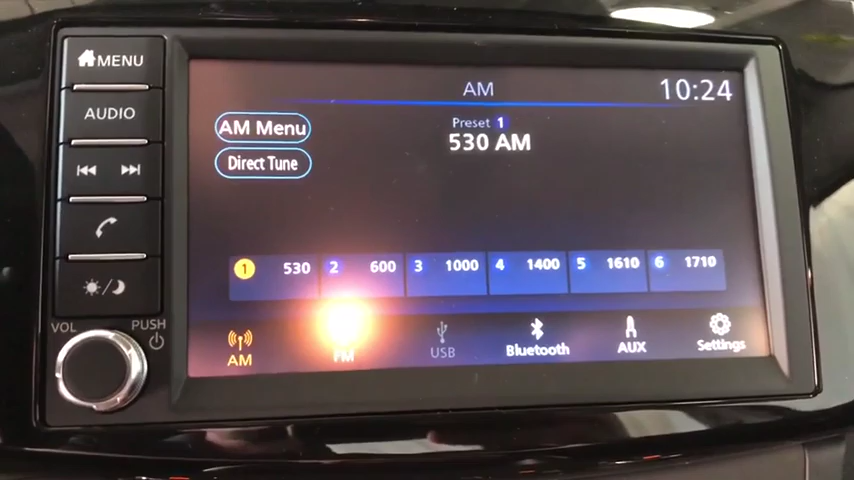 MENU
AUDIO
VOL
PUSH
AM
10:24
AM Menu
Direct Tune
Preset 1
530 AM
1 530
2 600
3 1000
4 1400
5 1610
6 1710
AM
FM
USB
Bluetooth
AUX
Settings